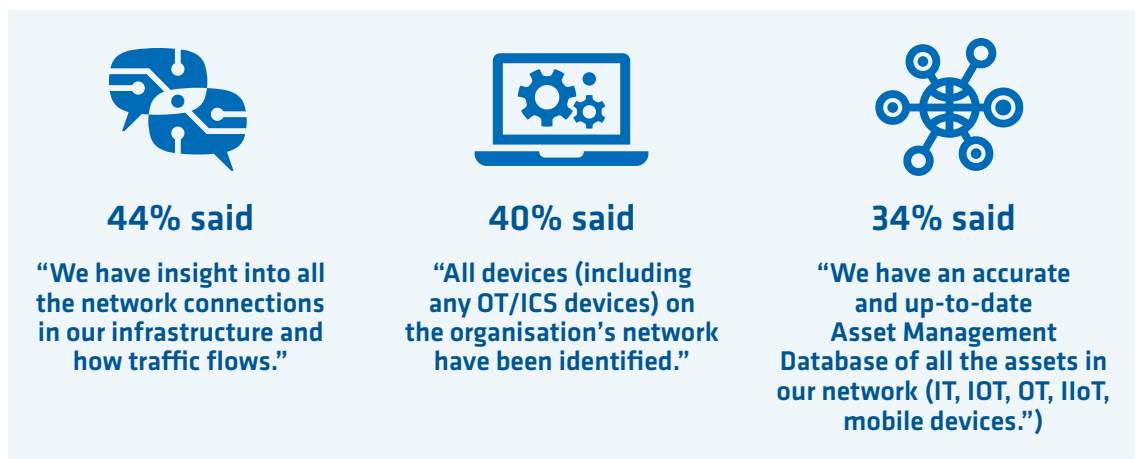 44% said
“We have insight into all
the network connections
in our infrastructure and
how traffic flows.”
40% said
“All devices (including
any OT/ICS devices) on
the organisation’s network
have been identified.”
34% said
“We have an accurate
and up-to-date
Asset Management
Database of all the assets in
our network (IT, IOT, OT, IIoT,
mobile devices.”)